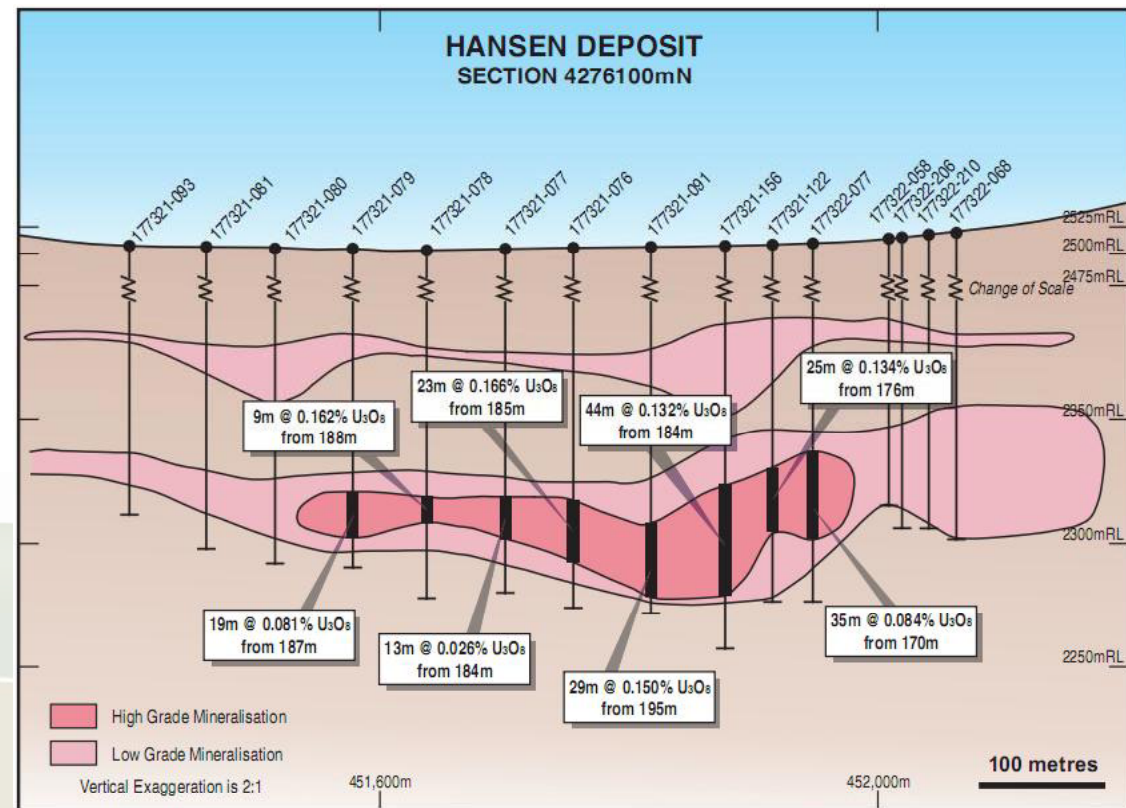 HANSEN DEPOSIT
SECTION 4276100mN
177321-093
177321-081
177321-080
177321-079
177321-078
177321-077
177321-076
177321-091
177321-156
177321-122
177322-077
177322-058
177322-206
177322-210
177322-068
2525mRL
2500mRL
2475mRL
Change of Scale
2350mRL
2300mRL
2250mRL
9m @ 0.162% U₃O₈
from 188m
23m @ 0.166% U₃O₈
from 185m
44m @ 0.132% U₃O₈
from 184m
25m @ 0.134% U₃O₈
from 176m
19m @ 0.081% U₃O₈
from 187m
13m @ 0.026% U₃O₈
from 184m
29m @ 0.150% U₃O₈
from 195m
35m @ 0.084% U₃O₈
from 170m
High Grade Mineralisation
Low Grade Mineralisation
Vertical Exaggeration is 2:1
451,600m
452,000m
100 metres